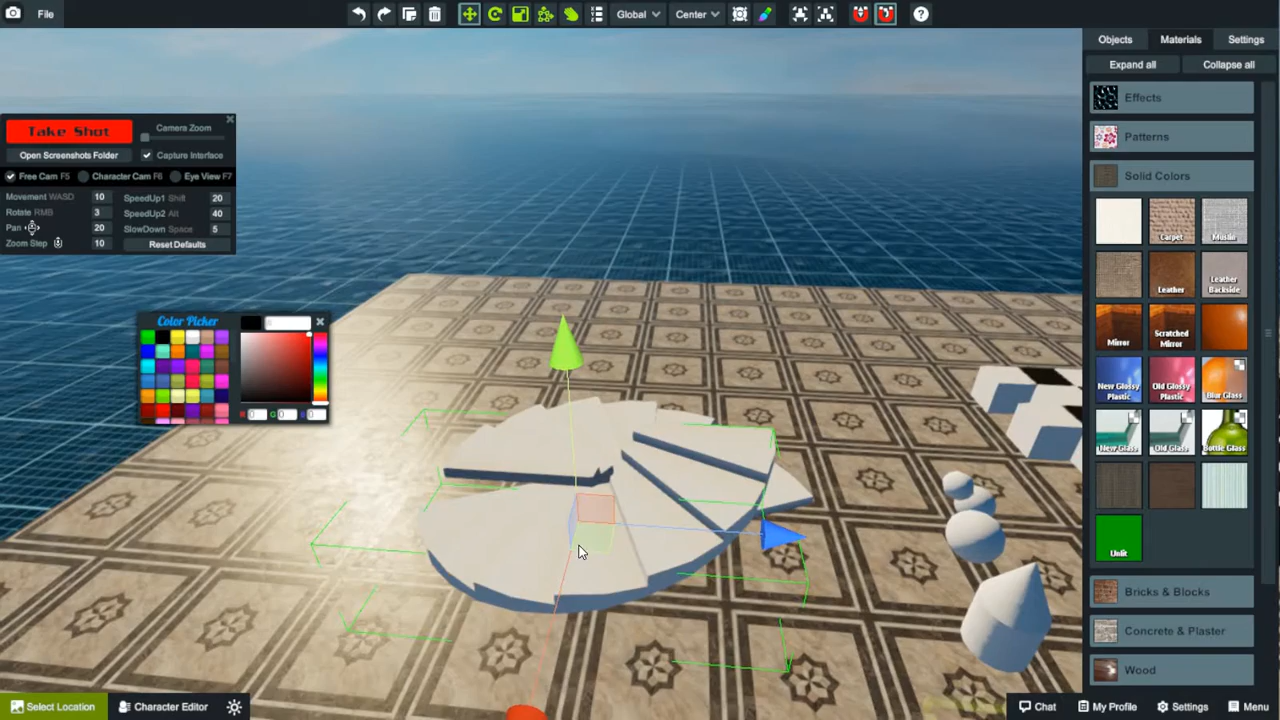 File
Global
Center
Objects
Materials
Settings
Expand all
Collapse all
Effects
Patterns
Solid Colors
Carpet
Muslin
Leather
Leather Backside
Mirror
Scratched Mirror
New Glossy Plastic
Old Glossy Plastic
Blur Glass
New Glass
Old Glass
Bottle Glass
Unlit
Bricks & Blocks
Concrete & Plaster
Wood
Take Shot
Camera Zoom
Open Screenshots Folder
Capture Interface
Free Cam F5
Character Cam F6
Eye View F7
Movement WASD 10
SpeedUp1 Shift 20
Rotate RMB 3
SpeedUp2 Alt 40
Pan 20
SlowDown Space 5
Zoom Step 10
Reset Defaults
Color Picker
R 0 G 0 B 0
Select Location
Character Editor
Chat
My Profile
Settings
Menu